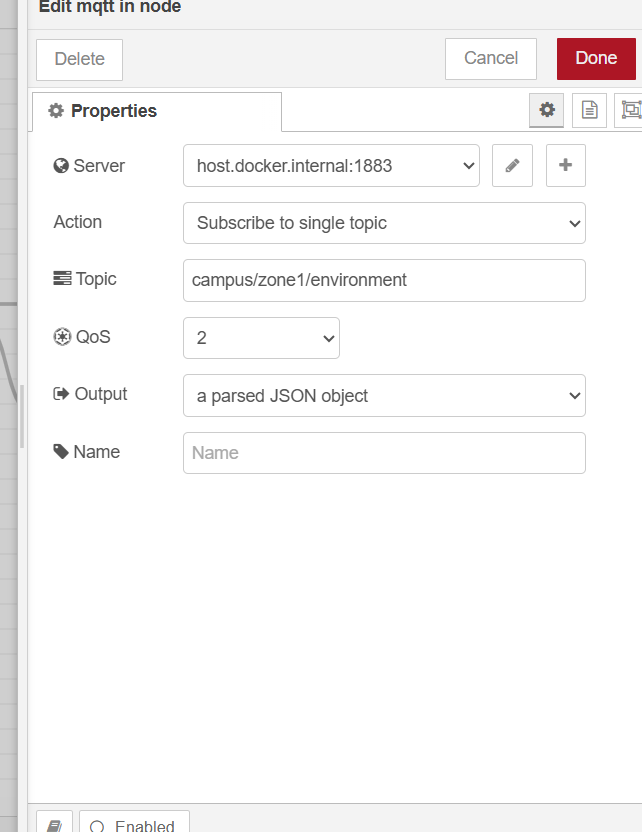 Edit mqtt in node
Delete
Cancel
Done
Properties
Server
host.docker.internal:1883
Action
Subscribe to single topic
Topic
campus/zone1/environment
QoS
2
Output
a parsed JSON object
Name
Name
Enabled